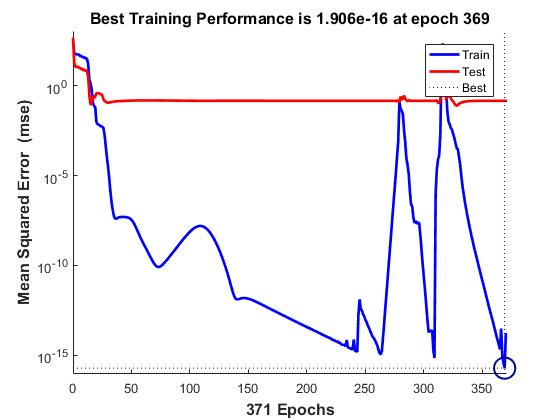 Best Training Performance is 1.906e-16 at epoch 369
Mean Squared Error (mse)
10^0
10^-5
10^-10
10^-15
Train
Test
Best
0 50 100 150 200 250 300 350
371 Epochs